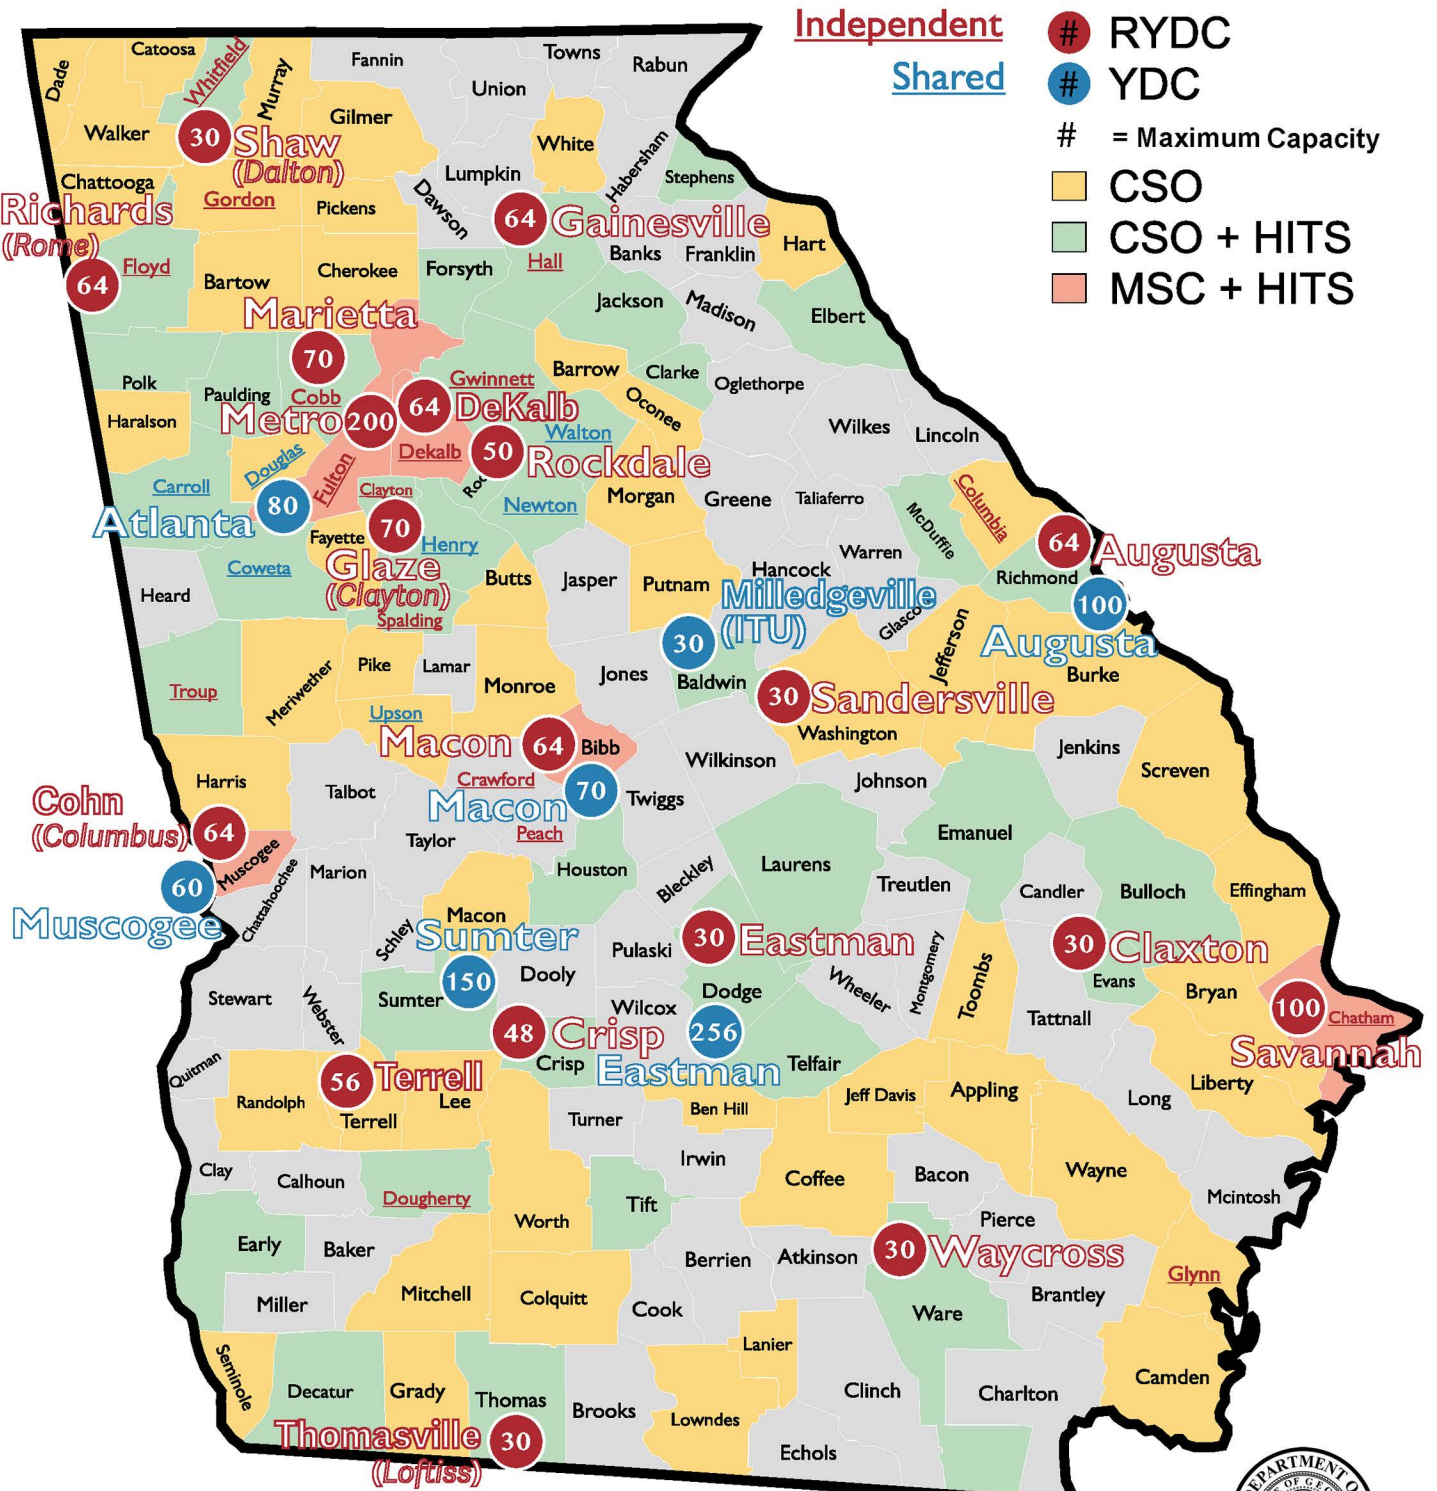 Independent
Shared
# RYDC
# YDC
# = Maximum Capacity
CSO
CSO + HITS
MSC + HITS
Dade
Catoosa
Whitfield
Murray
Fannin
Towns
Rabun
Union
Gilmer
White
Habersham
Walker
30 Shaw
(Dalton)
Lumpkin
Stephens
Chattooga
Gordon
Pickens
Dawson
Richards
(Rome)
64 Gainesville
Hart
Banks
Franklin
Floyd
64
Bartow
Cherokee
Forsyth
Hall
Jackson
Madison
Elbert
Marietta
70
Polk
Paulding
Cobb
Gwinnett
Barrow
Clarke
Oglethorpe
Haralson
Metro 200
64 DeKalb
Oconee
Wilkes
Lincoln
Walton
Douglas
Fulton
Dekalb
50 Rockdale
Carroll
Clayton
Newton
Morgan
Greene
Taliaferro
Columbia
McDuffie
Atlanta 80
Fayette
70
Henry
Glaze
(Clayton)
Warren
64 Augusta
Coweta
Butts
Jasper
Putnam
Hancock
Richmond
Heard
Spalding
Milledgeville
(ITU)
30
Glasco
Jefferson
100
Augusta
Burke
Troup
Meriwether
Pike
Lamar
Monroe
Jones
Baldwin
30 Sandersville
Washington
Upson
Macon 64
Bibb
Wilkinson
Jenkins
Screven
Harris
Talbot
Crawford
Macon 70
Twiggs
Johnson
Cohn
(Columbus)
64
Taylor
Peach
Emanuel
Muscogee
60
Muscogee
Chattahoochee
Marion
Houston
Bleckley
Laurens
Treutlen
Candler
Bulloch
Effingham
Schley
Macon
Sumter
150
Pulaski
30 Eastman
Montgomery
Toombs
30 Claxton
Evans
Stewart
Webster
Sumter
Dooly
Dodge
Wheeler
Tattnall
Bryan
100
Chatham
Savannah
Wilcox
48 Crisp
Crisp
256
Eastman
Telfair
Quitman
56 Terrell
Randolph
Terrell
Lee
Turner
Ben Hill
Jeff Davis
Appling
Long
Liberty
Clay
Calhoun
Dougherty
Irwin
Coffee
Bacon
Wayne
Mcintosh
Worth
Tift
Pierce
Early
Baker
Berrien
Atkinson
30 Waycross
Glynn
Miller
Mitchell
Colquitt
Cook
Ware
Brantley
Lanier
Seminole
Decatur
Grady
Thomas
Brooks
Lowndes
Clinch
Charlton
Camden
Thomasville
(Loftiss)
30
Echols